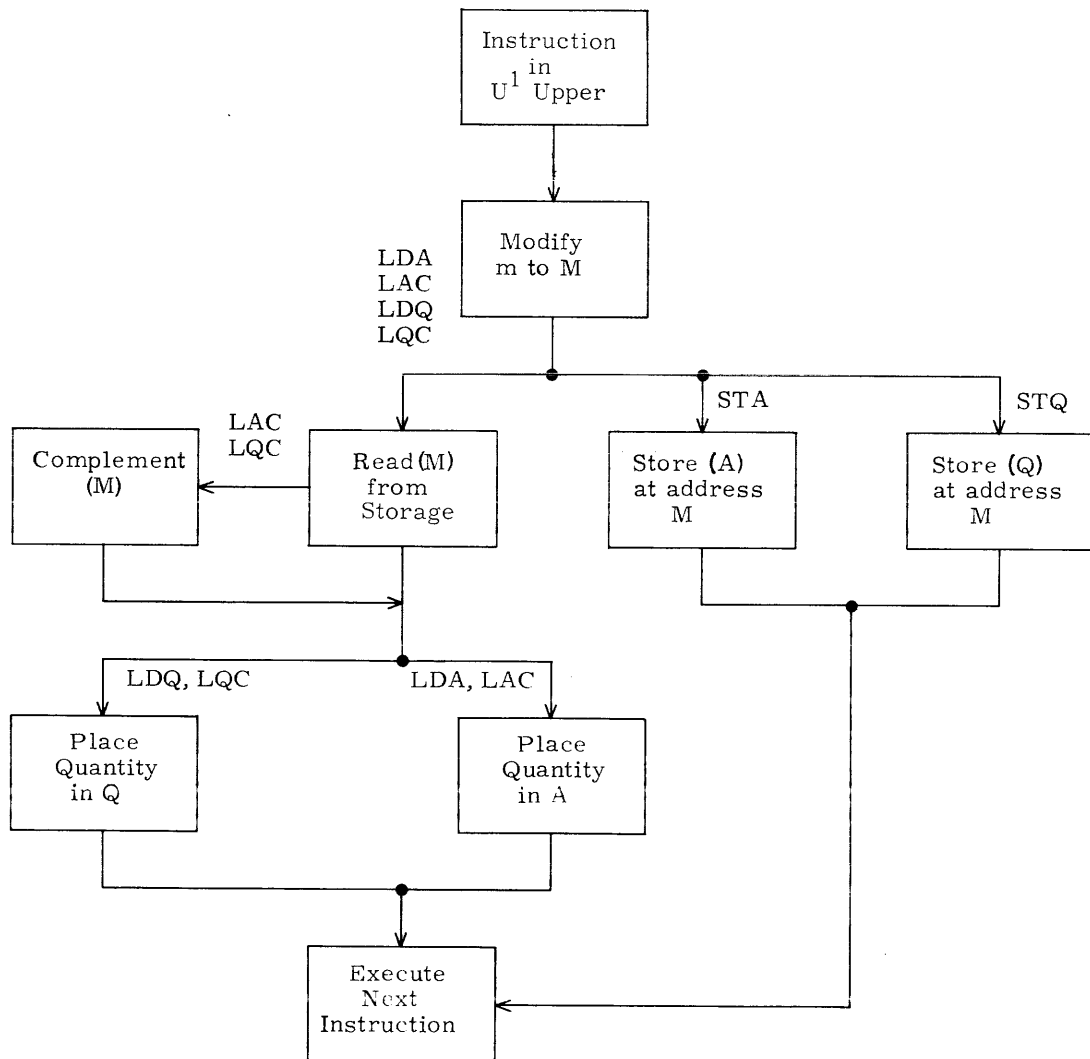 Instruction
in
U¹ Upper
Modify
m to M
LDA
LAC
LDQ
LQC
STA
STQ
LAC
LQC
Complement
(M)
Read (M)
from
Storage
Store (A)
at address
M
Store (Q)
at address
M
LDQ, LQC
LDA, LAC
Place
Quantity
in Q
Place
Quantity
in A
Execute
Next
Instruction